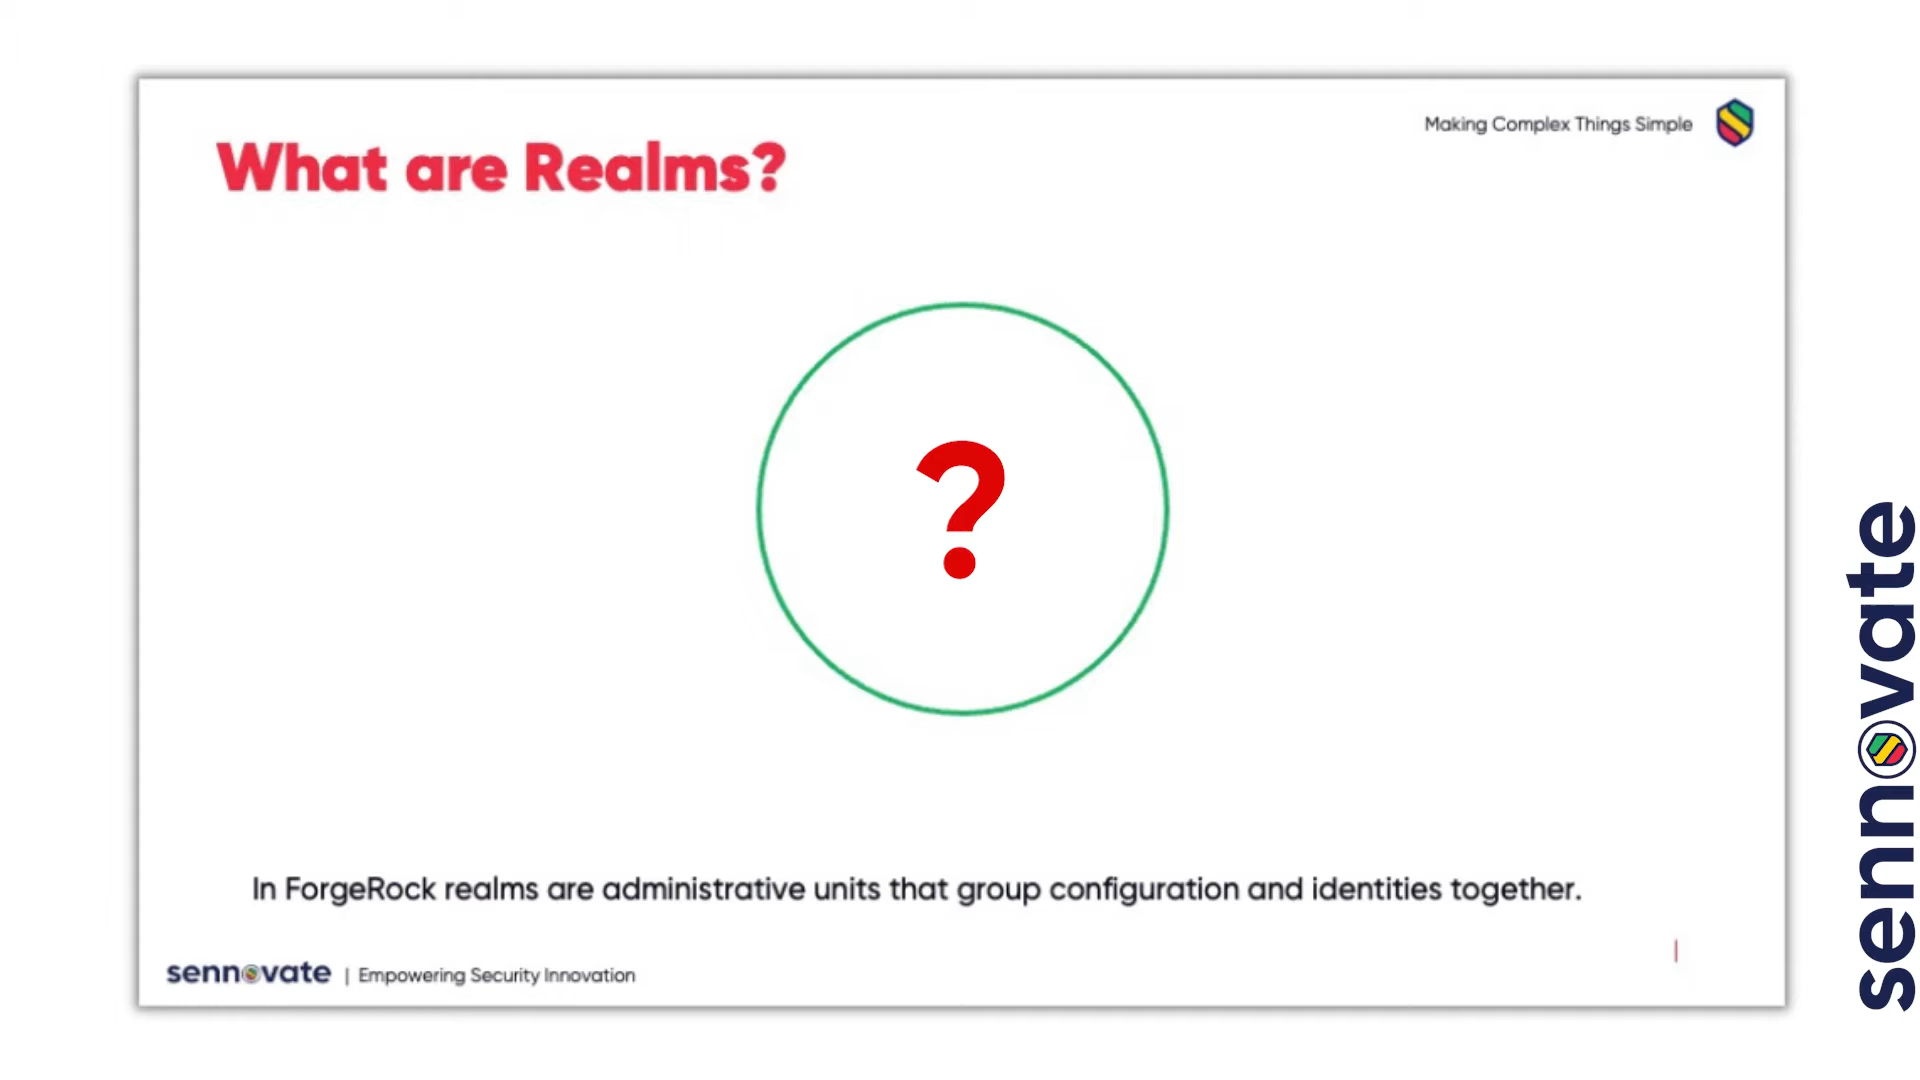 Making Complex Things Simple
What are Realms?
?
In ForgeRock realms are administrative units that group configuration and identities together.
sennovate | Empowering Security Innovation
sennovate